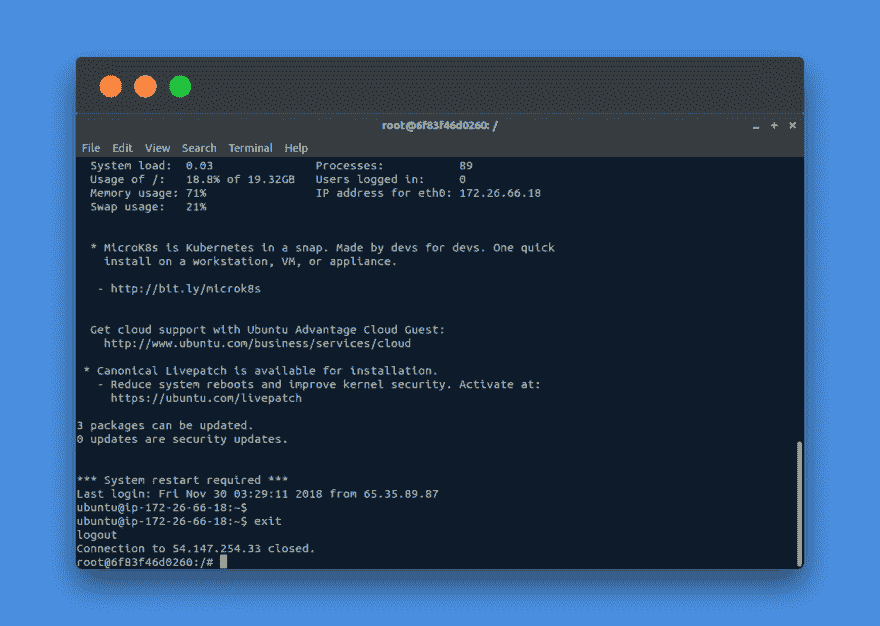 root@6f83f46d0260: /
File Edit View Search Terminal Help
System load: 0.03 Processes: 89
Usage of /: 18.8% of 19.32GB Users logged in: 0
Memory usage: 71% IP address for eth0: 172.26.66.18
Swap usage: 21%
* MicroK8s is Kubernetes in a snap. Made by devs for devs. One quick
install on a workstation, VM, or appliance.
- http://bit.ly/microk8s
Get cloud support with Ubuntu Advantage Cloud Guest:
http://www.ubuntu.com/business/services/cloud
* Canonical Livepatch is available for installation.
- Reduce system reboots and improve kernel security. Activate at:
https://ubuntu.com/livepatch
3 packages can be updated.
0 updates are security updates.
*** System restart required ***
Last login: Fri Nov 30 03:29:11 2018 from 65.35.89.87
ubuntu@ip-172-26-66-18:~$
ubuntu@ip-172-26-66-18:~$ exit
logout
Connection to 54.147.254.33 closed.
root@6f83f46d0260:/#